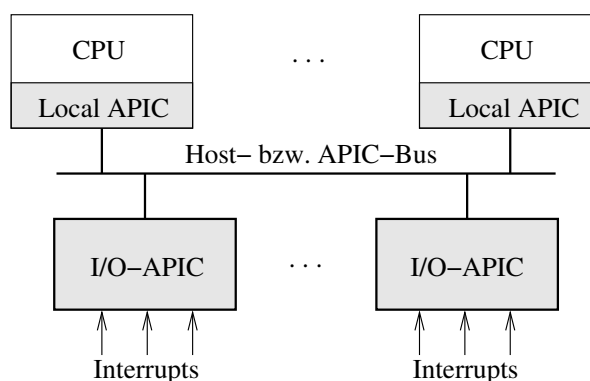 CPU
. . .
CPU
Local APIC
Local APIC
Host− bzw. APIC−Bus
I/O−APIC
. . .
I/O−APIC
Interrupts
Interrupts